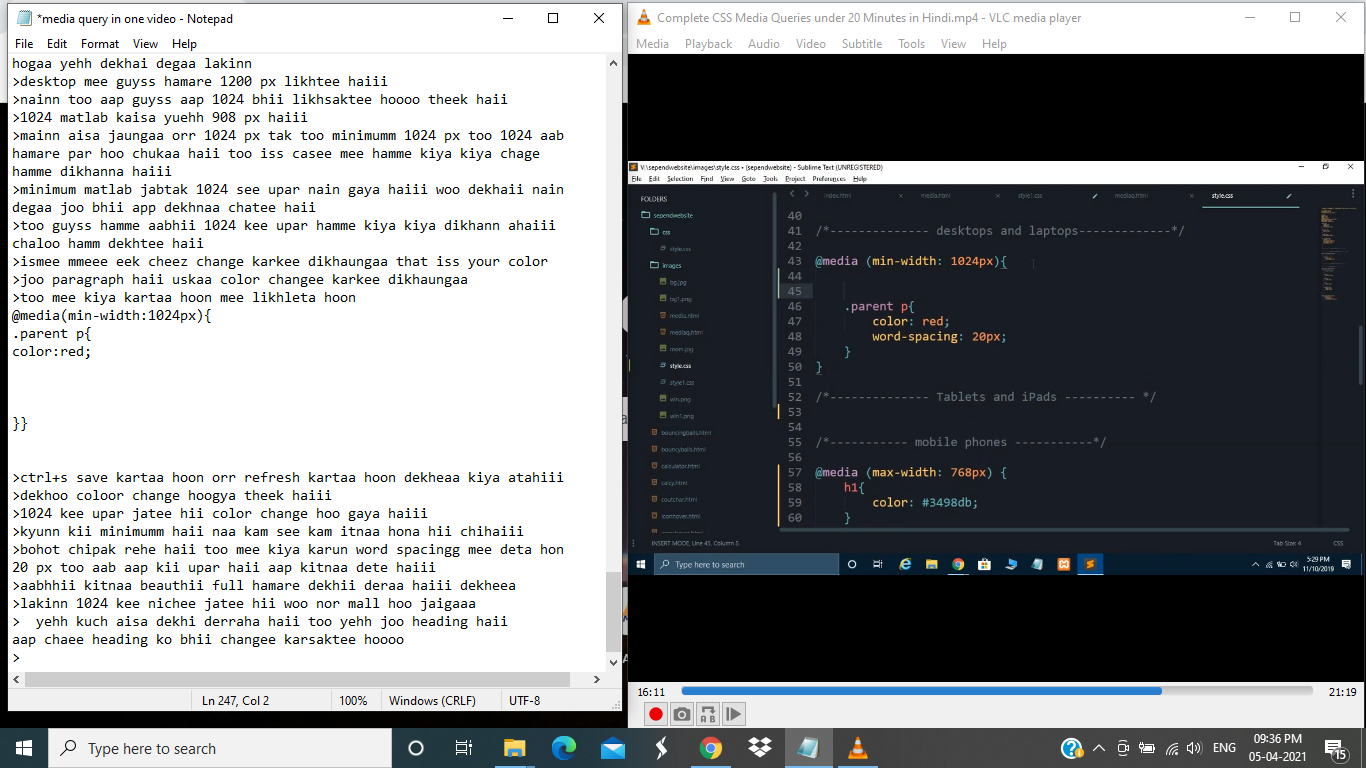 *media query in one video - Notepad
File Edit Format View Help
hogaa yehh dekhai degaa lakinn
>desktop mee guyss hamare 1200 px likhtee haiii
>nainn too aap guyss aap 1024 bhii likhsaktee hoooo theek haii
>1024 matlab kaisa yuehh 908 px haiii
>mainn aisa jaungaa orr 1024 px tak too minimumm 1024 px too 1024 aab
hamare par hoo chukaa haii too iss casee mee hamme kiya kiya chage
hamme dikhanna haiii
>minimum matlab jabtak 1024 see upar nain gaya haiii woo dekhaii nain
degaa joo bhii app dekhnaa chatee haii
>too guyss hamme aabhii 1024 kee upar hamme kiya kiya dikhann ahaiii
chaloo hamm dekhtee haii
>ismee mmeee eek cheez change karkee dikhaungaa that iss your color
>joo paragraph haii uskaa color changee karkee dikhaungaa
>too mee kiya kartaa hoon mee likhleta hoon
@media(min-width:1024px){
.parent p{
color:red;
}}
>ctrl+s save kartaa hoon orr refresh kartaa hoon dekheaa kiya atahiii
>dekhoo coloor change hoogya theek haiii
>1024 kee upar jatee hii color change hoo gaya haiii
>kyunn kii minimumm haii naa kam see kam itnaa hona hii chihaiii
>bohot chipak rehe haii too mee kiya karun word spacingg mee deta hon
20 px too aab aap kii upar haii aap kitnaa dete haiii
>aabhhii kitnaa beauthii full hamare dekhii deraa haiii dekheea
>lakinn 1024 kee nichee jatee hii woo nor mall hoo jaigaaa
> yehh kuch aisa dekhi derraha haii too yehh joo heading haii
aap chaee heading ko bhii changee karsaktee hoooo
>
Ln 247, Col 2 100% Windows (CRLF) UTF-8
Complete CSS Media Queries under 20 Minutes in Hindi.mp4 - VLC media player
Media Playback Audio Video Subtitle Tools View Help
V:\sependwebsite\images\style.css • (sependwebsite) - Sublime Text (UNREGISTERED)
File Edit Selection Find View Goto Tools Project Preferences Help
index.html media.html style1.css mediaq.html style.css
FOLDERS
sependwebsite
css
style.css
images
bg.jpg
bg1.png
media.html
mediaq.html
mom.jpg
style.css
style1.css
win.png
win1.png
bouncingballs.html
bouncyballs.html
calculator.html
calcy.html
coutchar.html
iconhover.html
40
41 /*-------------- desktops and laptops-------------*/
42
43 @media (min-width: 1024px){
44
45
46 .parent p{
47 color: red;
48 word-spacing: 20px;
49 }
50 }
51
52 /*-------------- Tablets and iPads ---------- */
53
54
55 /*----------- mobile phones -----------*/
56
57 @media (max-width: 768px) {
58 h1{
59 color: #3498db;
60 }
INSERT MODE, Line 45, Column 5 Tab Size: 4 CSS
Type here to search
5:29 PM
11/10/2019
16:11 21:19
Type here to search
ENG
09:36 PM
05-04-2021
15